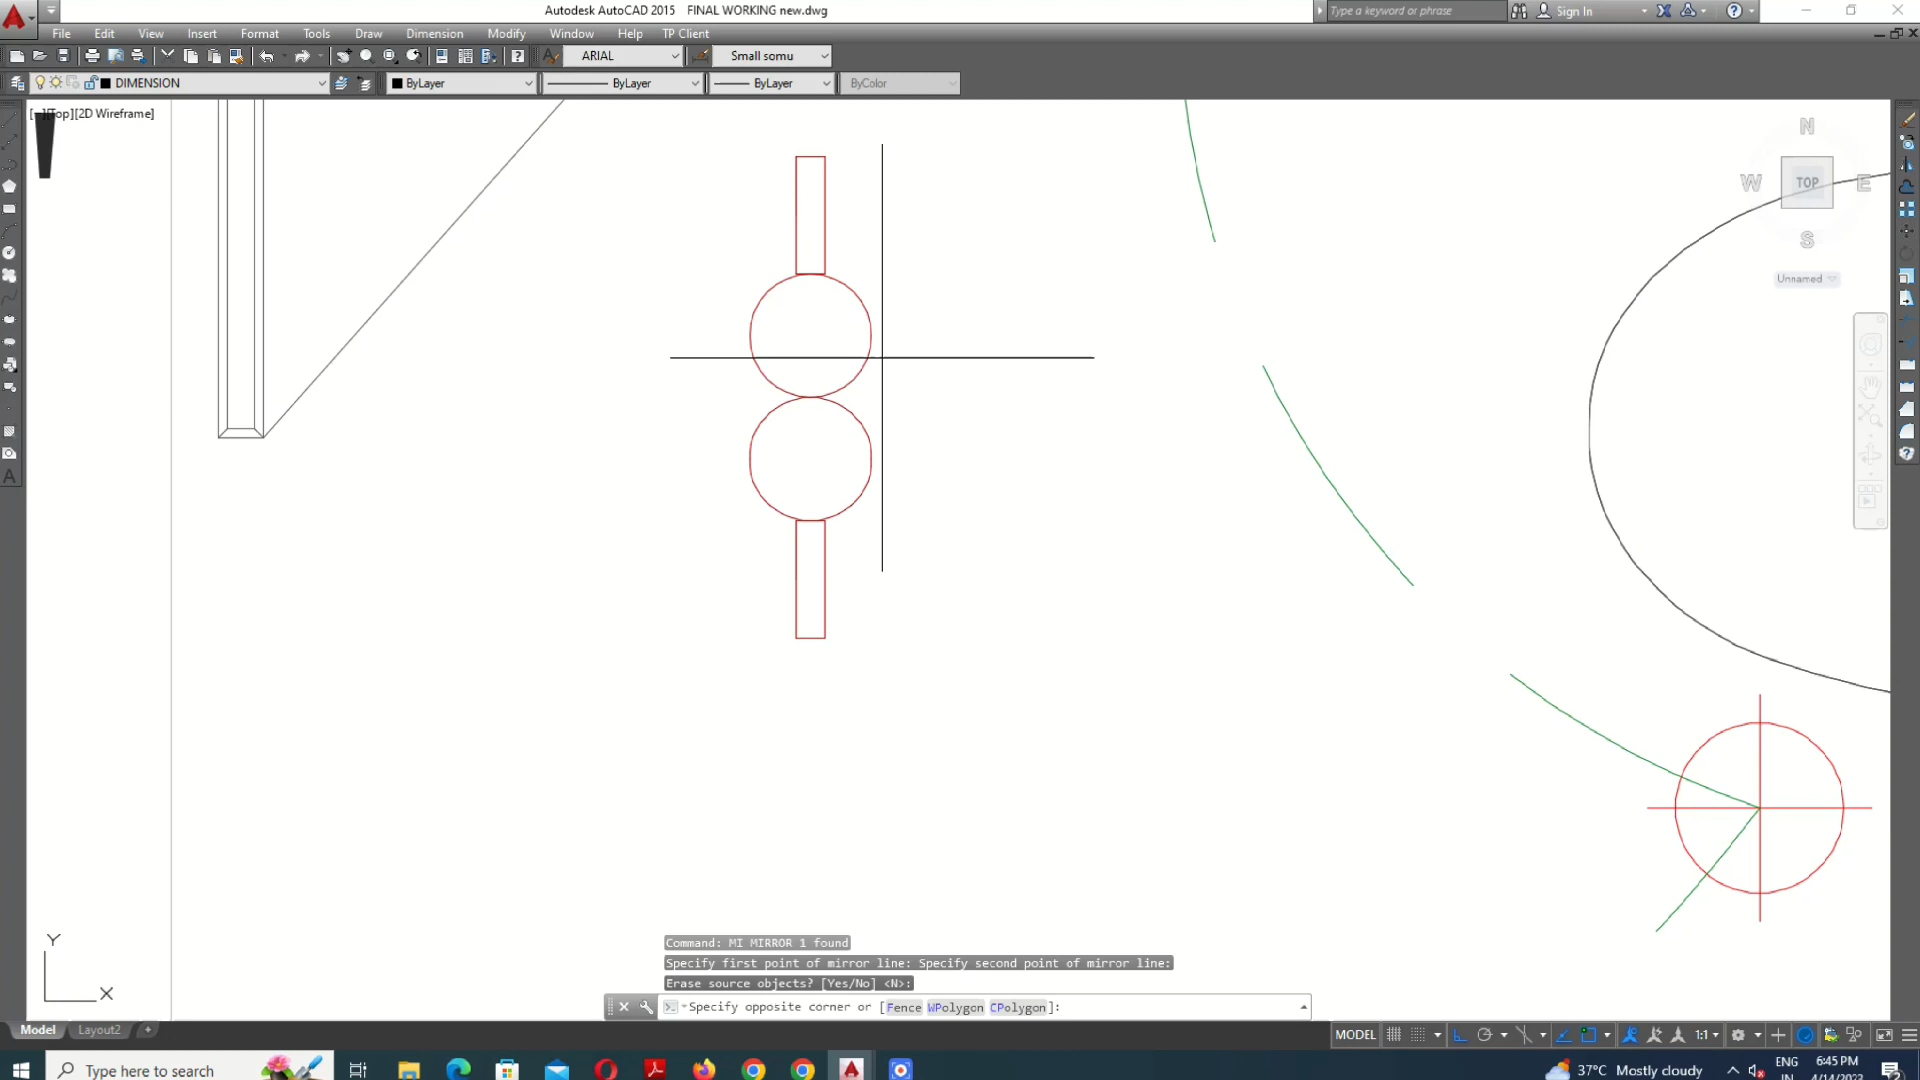 Autodesk AutoCAD 2015 FINAL WORKING new.dwg
Type a keyword or phrase
Sign In
File Edit View Insert Format Tools Draw Dimension Modify Window Help TP Client
ARIAL
Small somu
DIMENSION
ByLayer
ByLayer
ByLayer
ByColor
[-][Top][2D Wireframe]
N
W
TOP
E
S
Unnamed
A
Y
X
Command: MI MIRROR 1 found
Specify first point of mirror line: Specify second point of mirror line:
Erase source objects? [Yes/No] <N>:
Specify opposite corner or [Fence WPolygon CPolygon]:
Model Layout2 +
MODEL
1:1
Type here to search
37°C Mostly cloudy
ENG
IN
6:45 PM